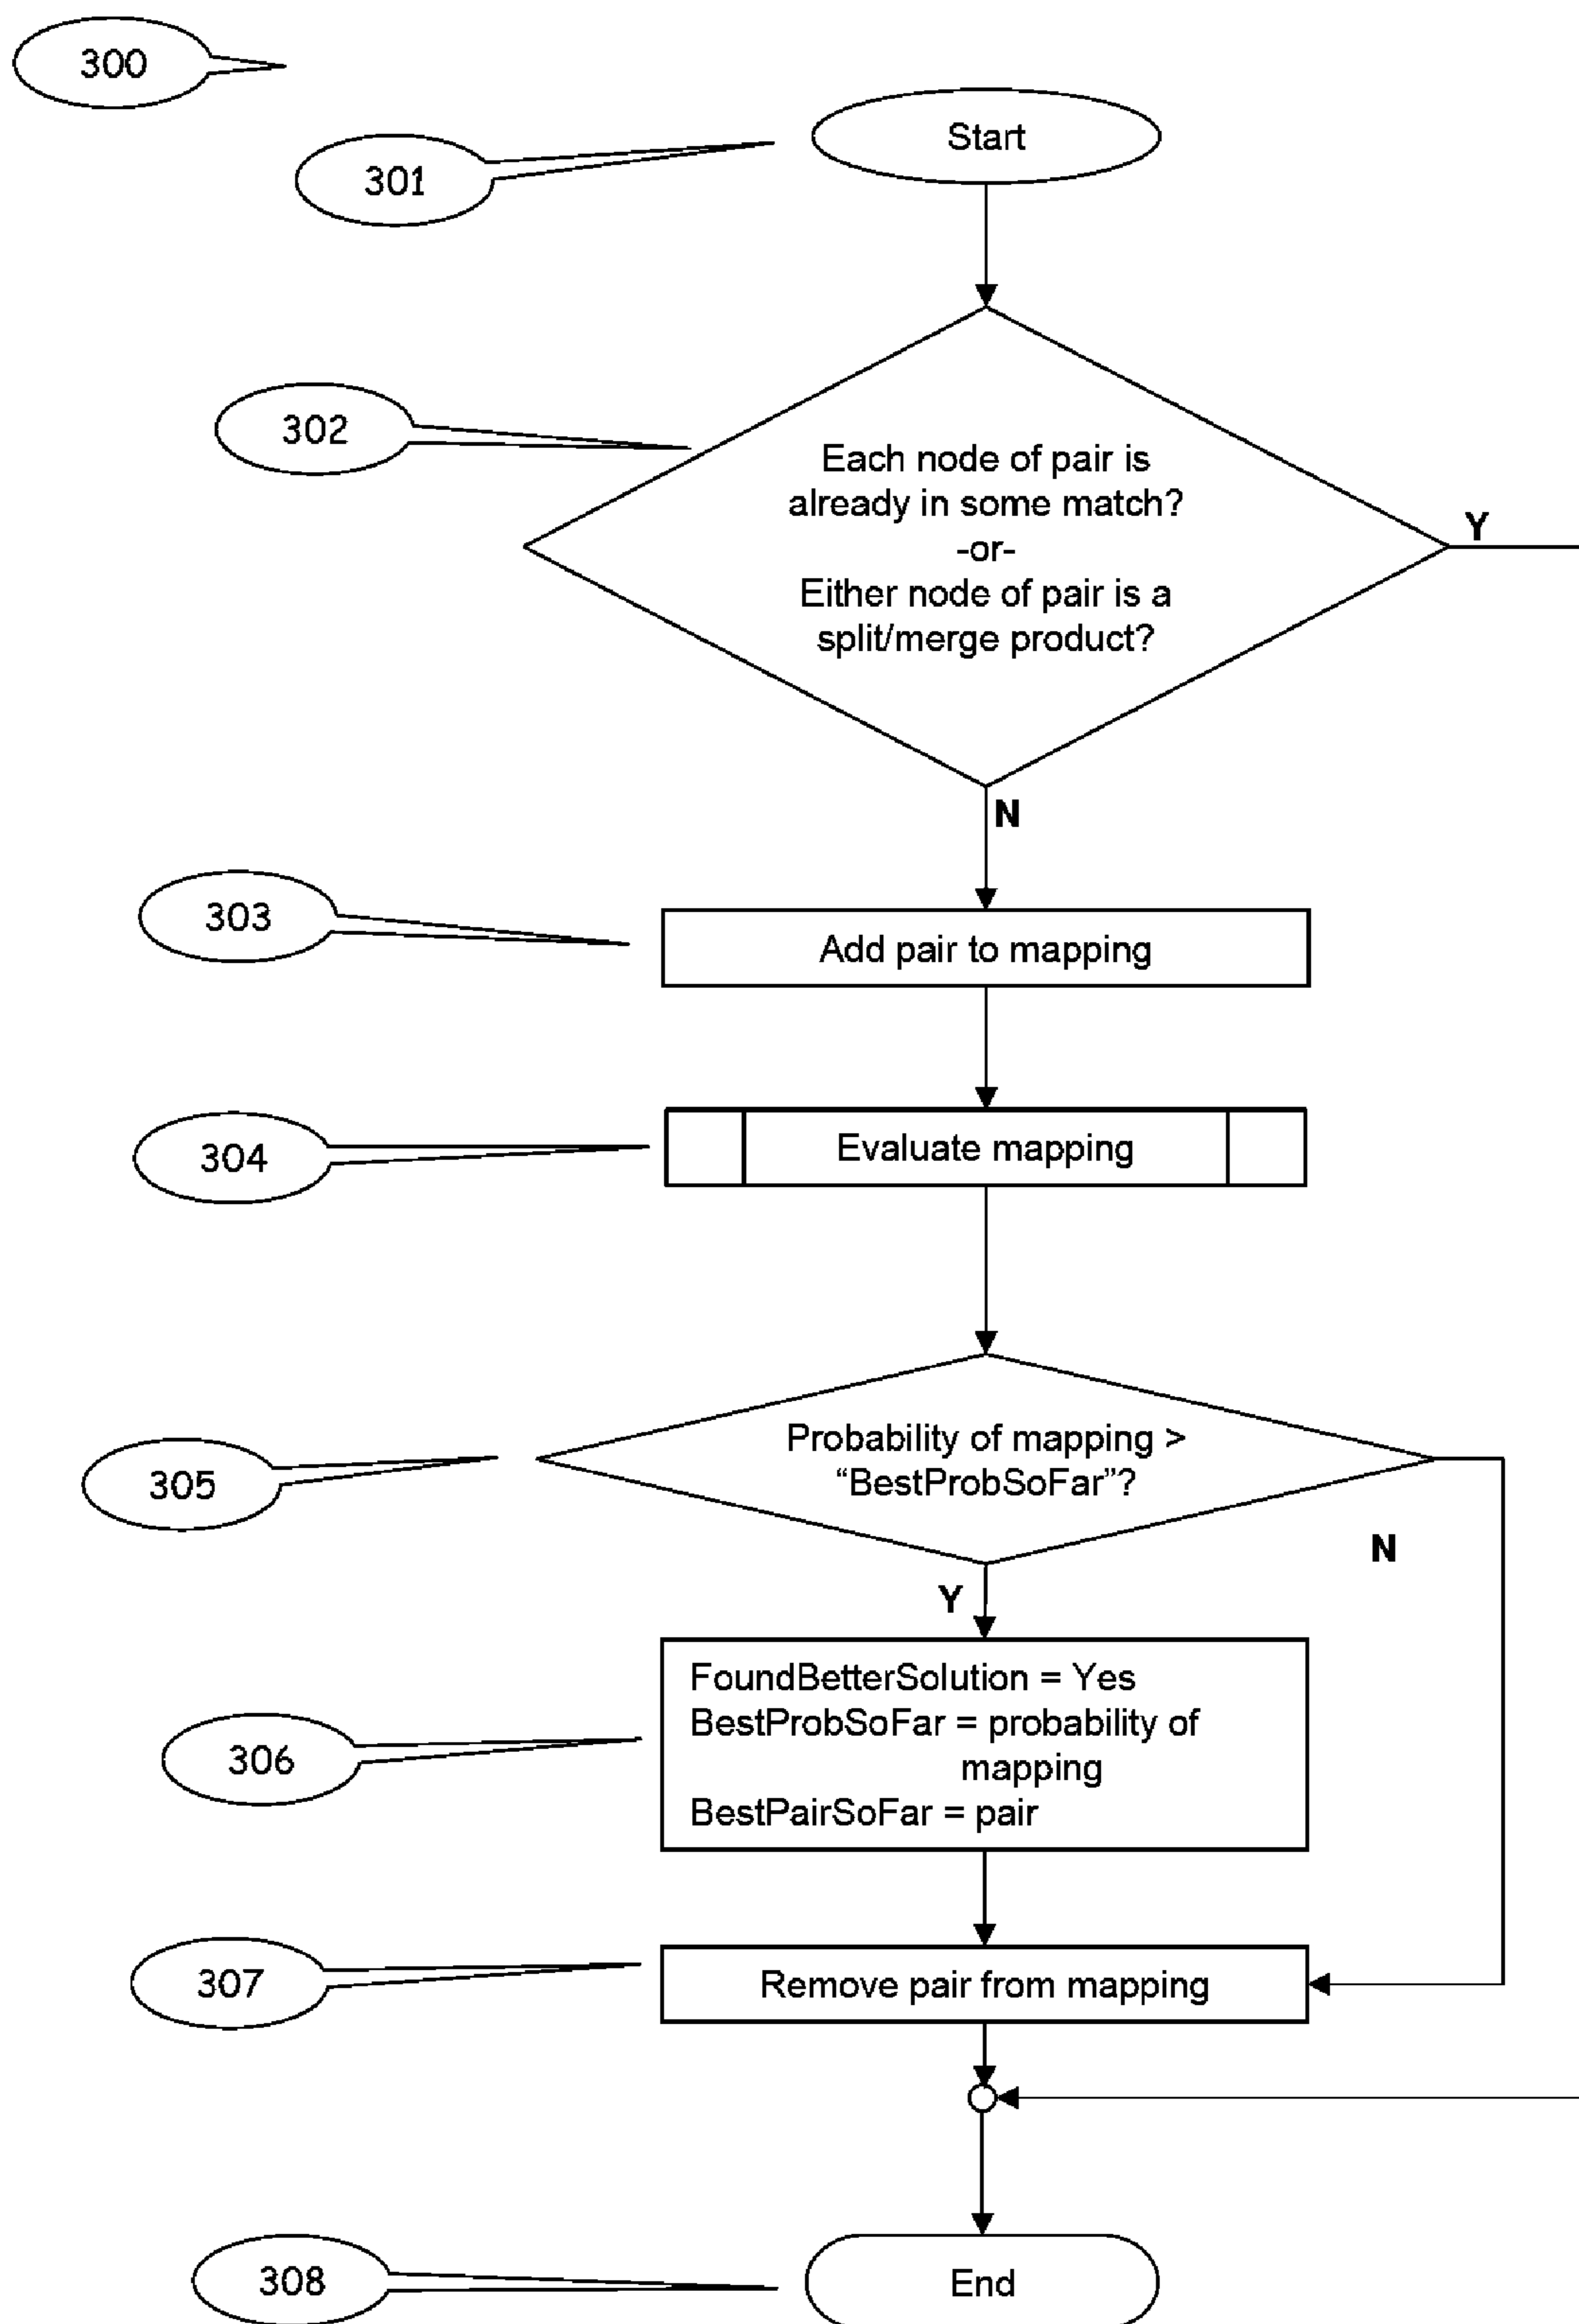 300
Start
301
302
Each node of pair is
already in some match?
-or-
Either node of pair is a
split/merge product?
Y
N
303
Add pair to mapping
304
Evaluate mapping
305
Probability of mapping >
“BestProbSoFar”?
N
Y
306
FoundBetterSolution = Yes
BestProbSoFar = probability of
mapping
BestPairSoFar = pair
307
Remove pair from mapping
308
End